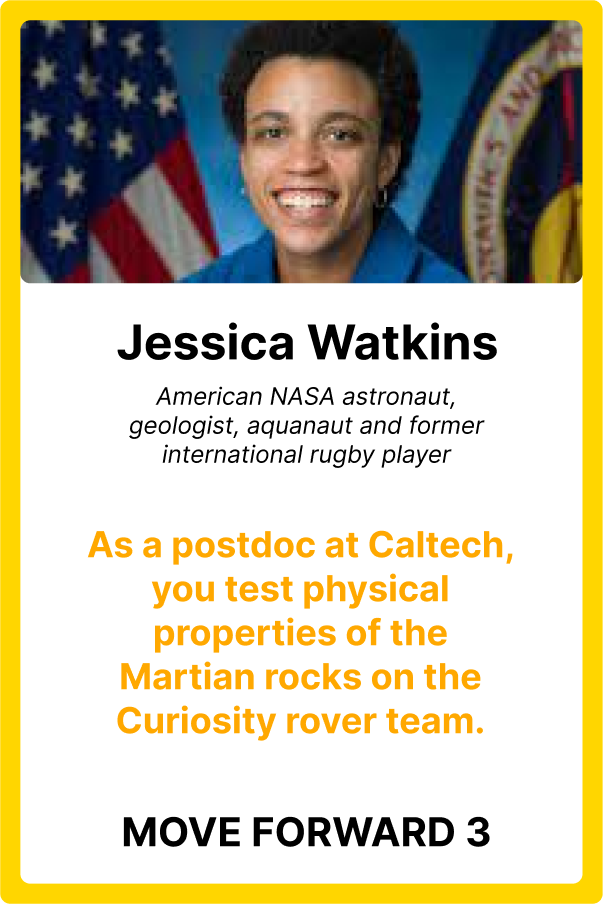 AND
Jessica Watkins
American NASA astronaut,
geologist, aquanaut and former
international rugby player
As a postdoc at Caltech,
you test physical
properties of the
Martian rocks on the
Curiosity rover team.
MOVE FORWARD 3